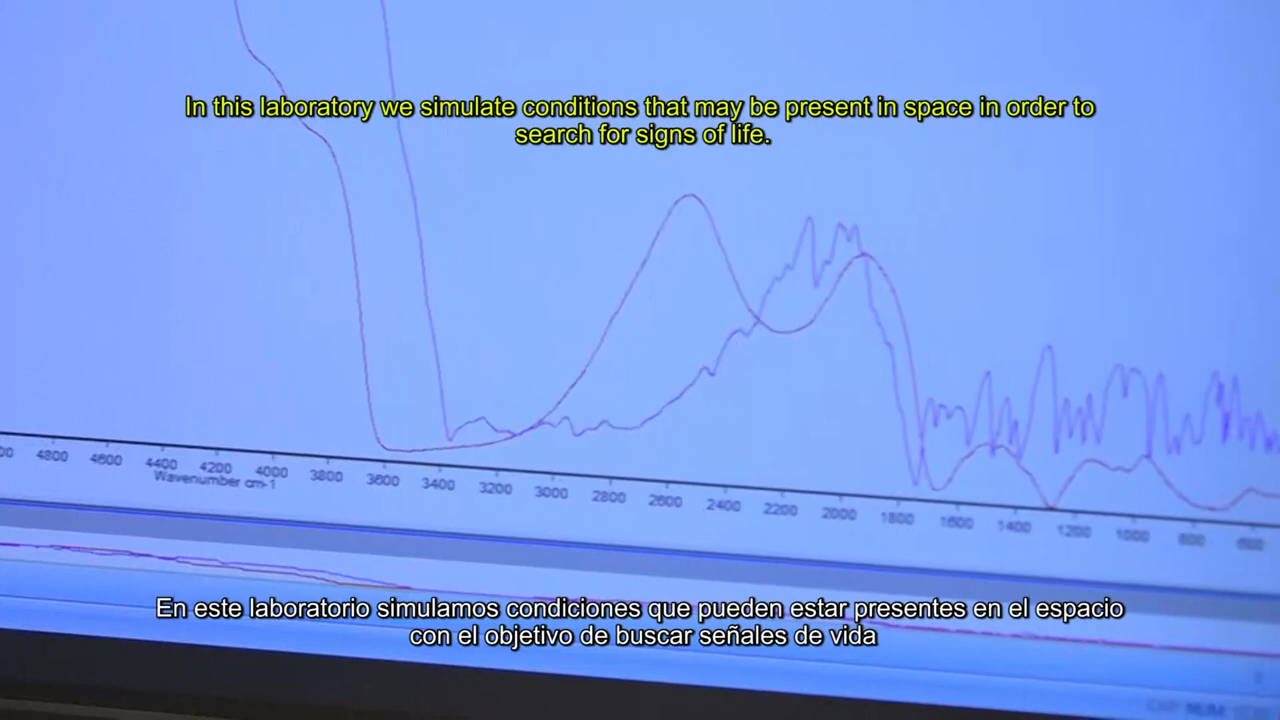 In this laboratory we simulate conditions that may be present in space in order to
search for signs of life.
4800 4600 4400 4200 4000 3800 3600 3400 3200 3000 2800 2600 2400 2200 2000 1800 1600 1400 1200 1000 800 600
Wavenumber cm-1
En este laboratorio simulamos condiciones que pueden estar presentes en el espacio
con el objetivo de buscar señales de vida
NUM